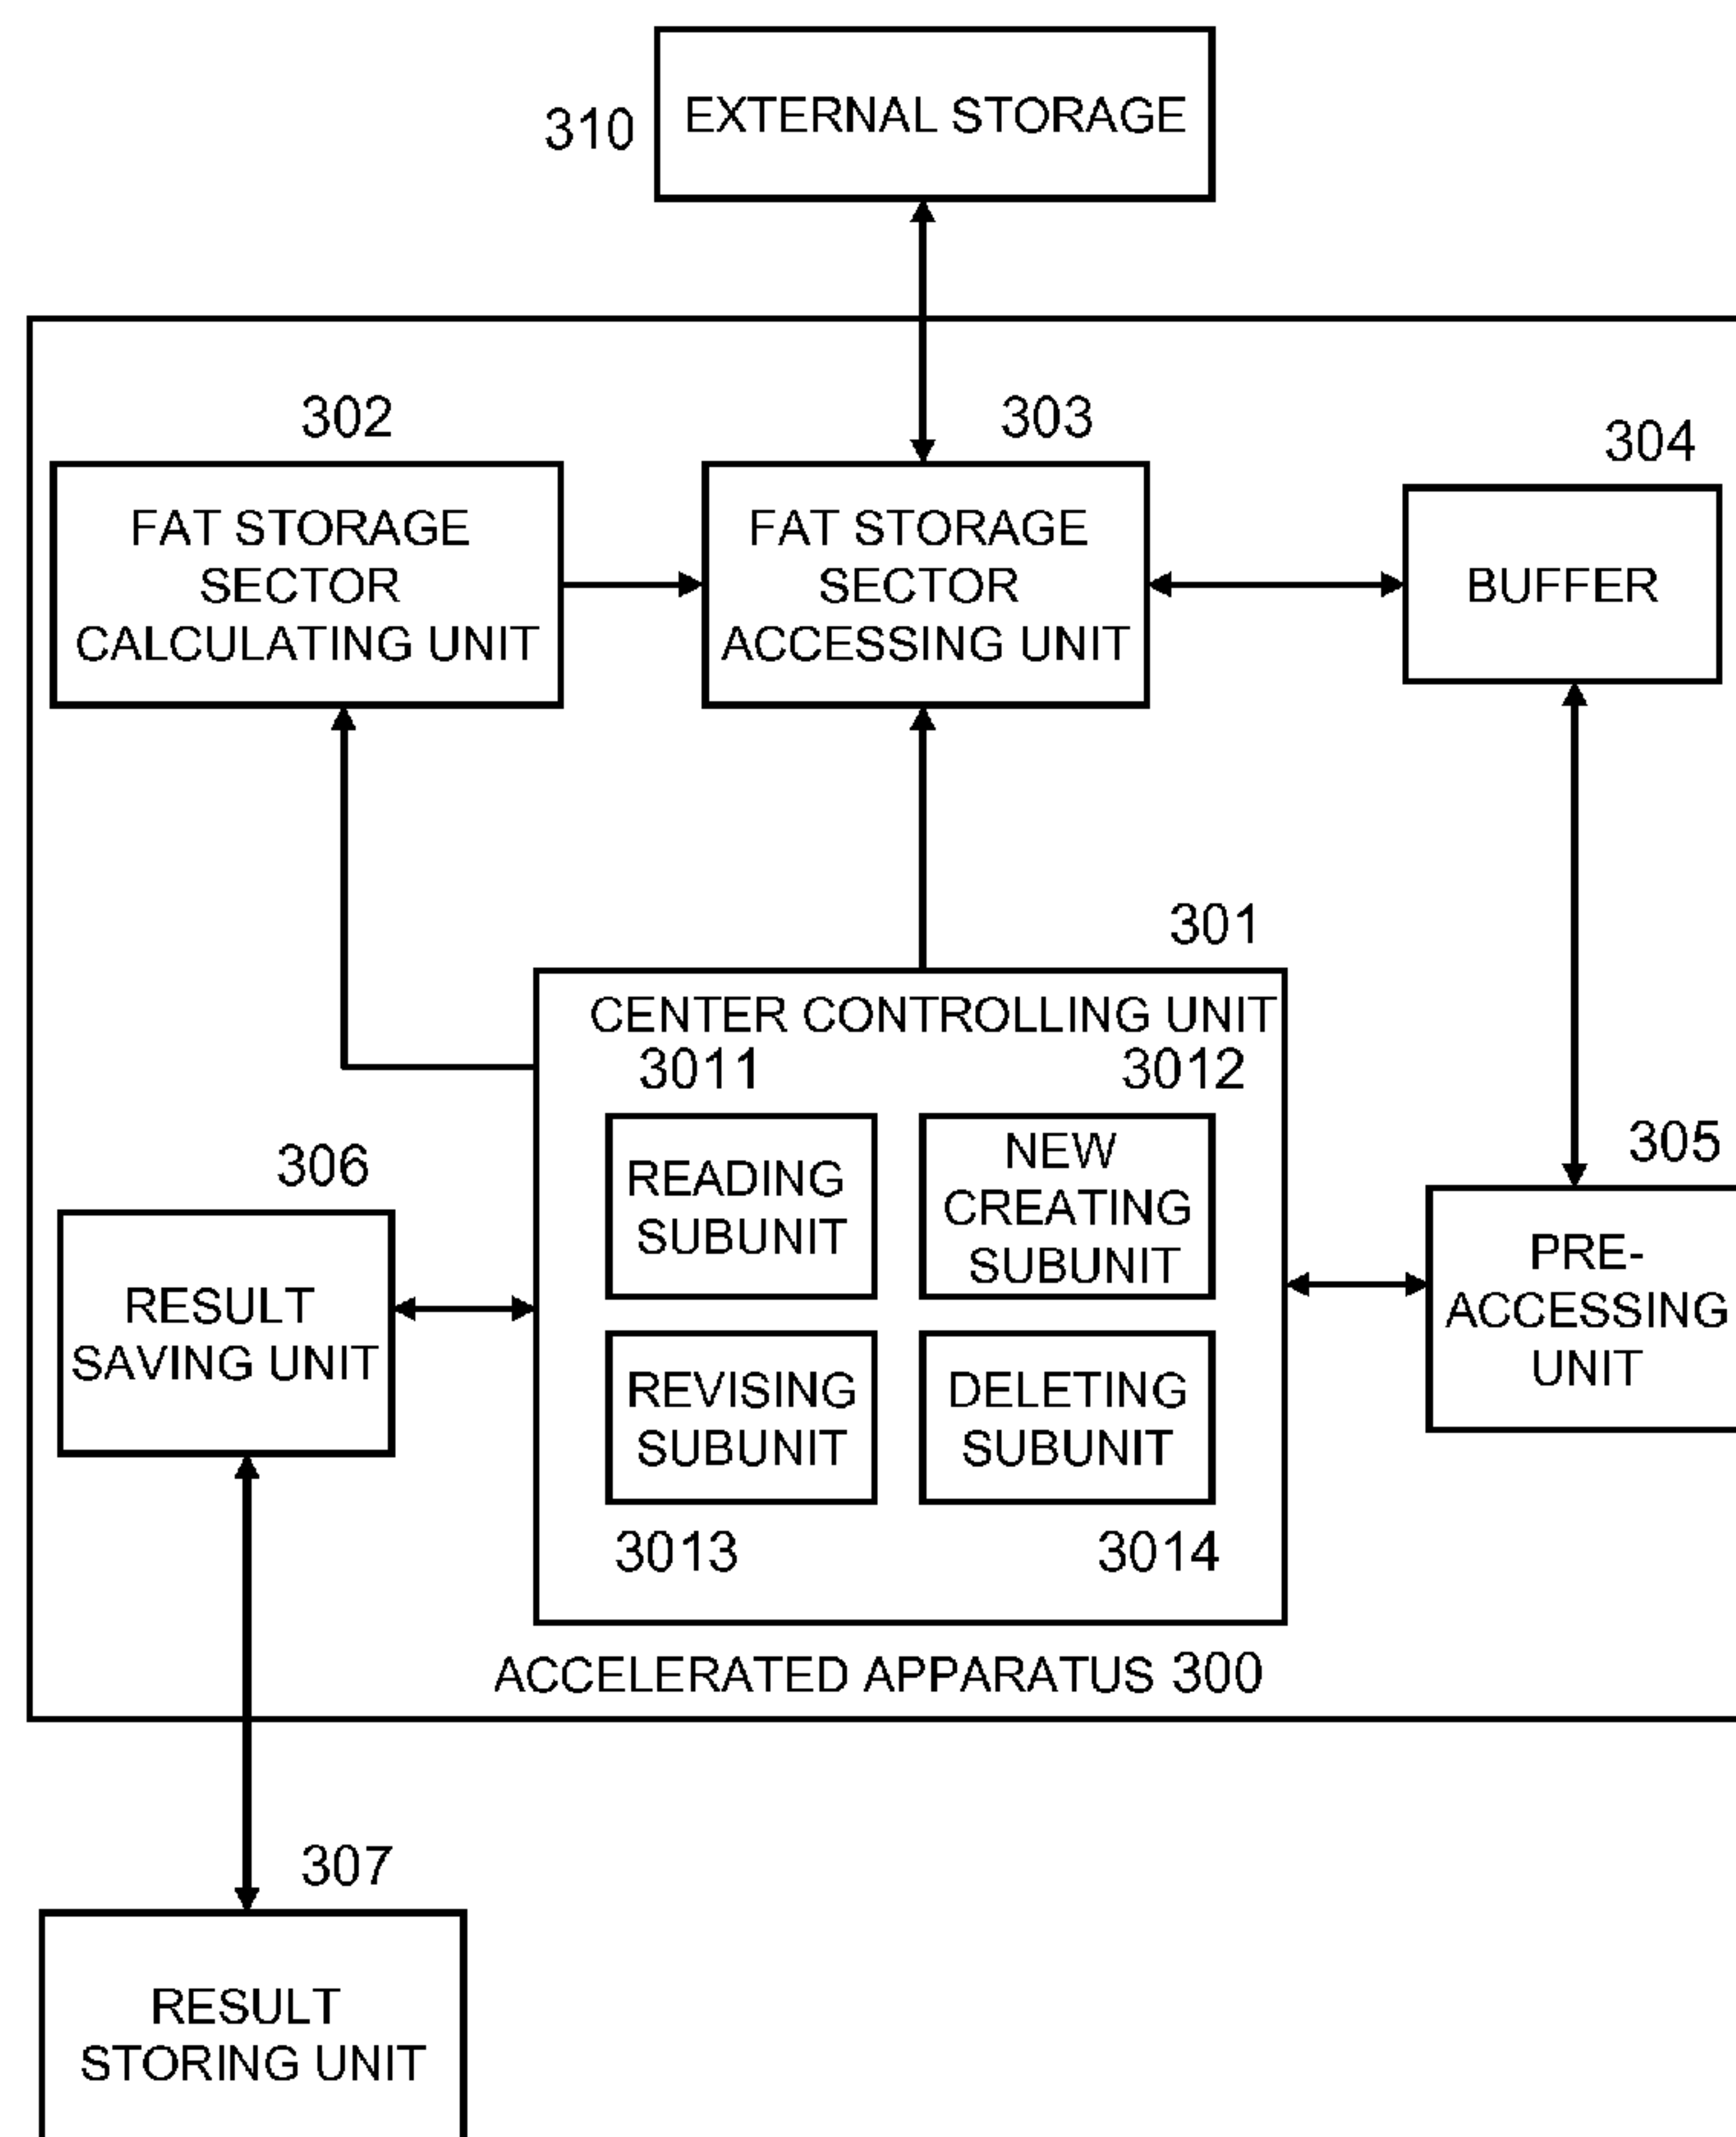 310
EXTERNAL STORAGE
302
303
304
FAT STORAGE
SECTOR
CALCULATING UNIT
FAT STORAGE
SECTOR
ACCESSING UNIT
BUFFER
301
CENTER CONTROLLING UNIT
3011
3012
READING
SUBUNIT
NEW
CREATING
SUBUNIT
306
305
RESULT
SAVING UNIT
PRE-
ACCESSING
UNIT
REVISING
SUBUNIT
DELETING
SUBUNIT
3013
3014
ACCELERATED APPARATUS 300
307
RESULT
STORING UNIT